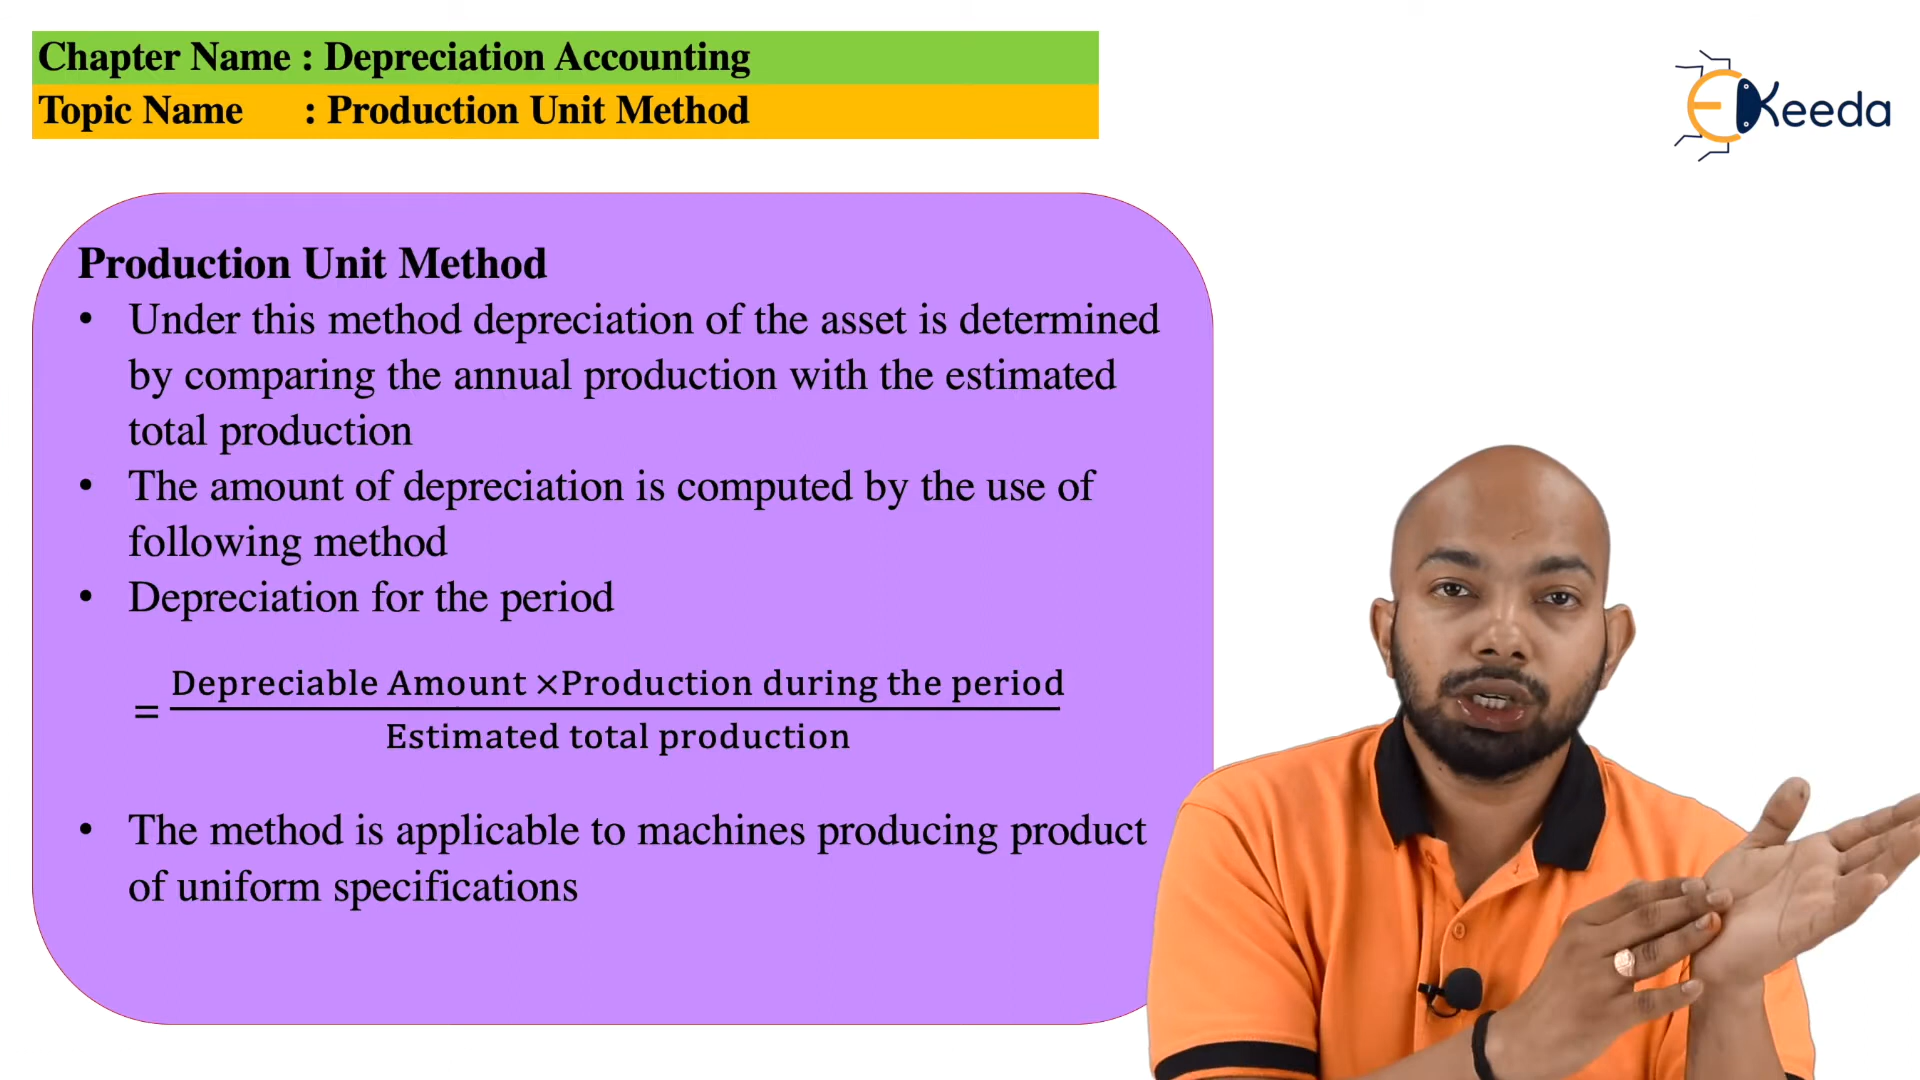 Chapter Name : Depreciation Accounting
Topic Name : Production Unit Method
EKeeda
Production Unit Method
• Under this method depreciation of the asset is determined
by comparing the annual production with the estimated
total production
• The amount of depreciation is computed by the use of
following method
• Depreciation for the period
= Depreciable Amount ×Production during the period
Estimated total production
• The method is applicable to machines producing product
of uniform specifications